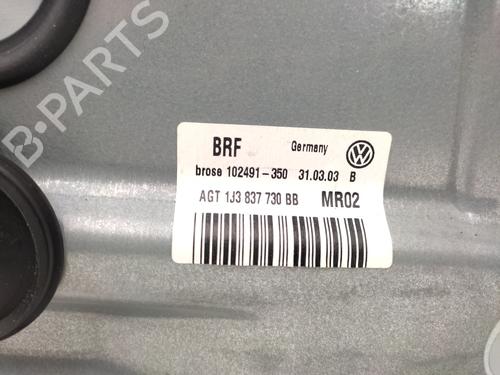 B-PARTS
BRF Germany
brose 102491-350 31.03.03 B
AGT 1J3 837 730 BB MR02